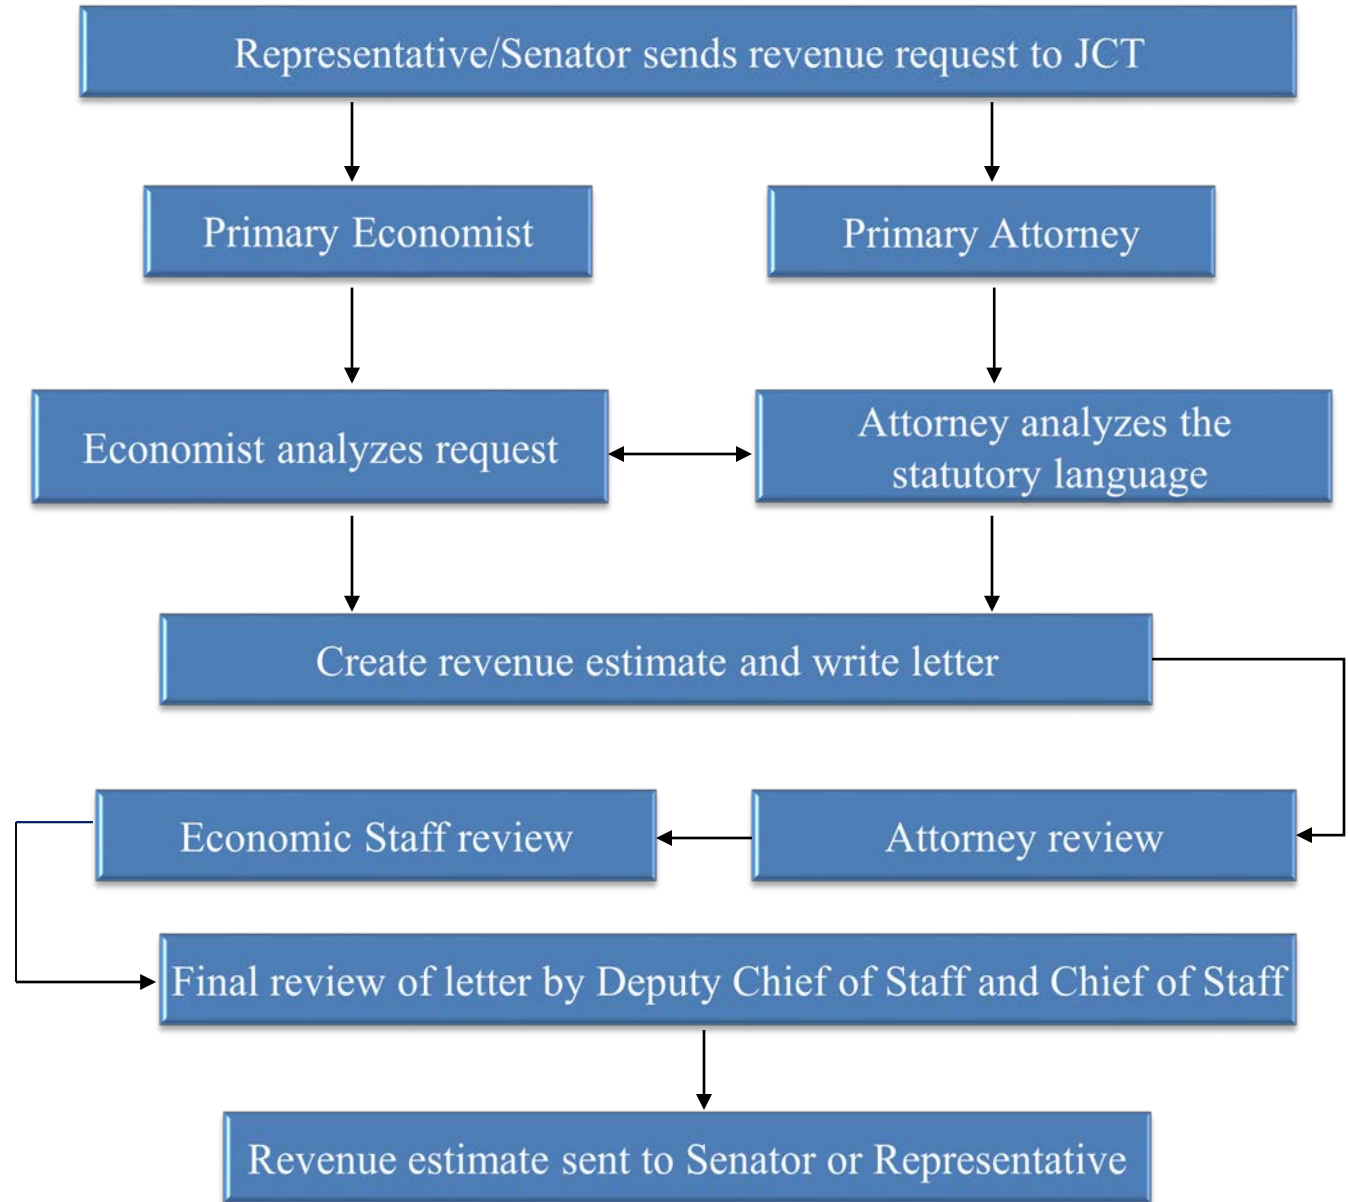 Representative/Senator sends revenue request to JCT
Primary Economist
Primary Attorney
Economist analyzes request
Attorney analyzes the
statutory language
Create revenue estimate and write letter
Economic Staff review
Attorney review
Final review of letter by Deputy Chief of Staff and Chief of Staff
Revenue estimate sent to Senator or Representative